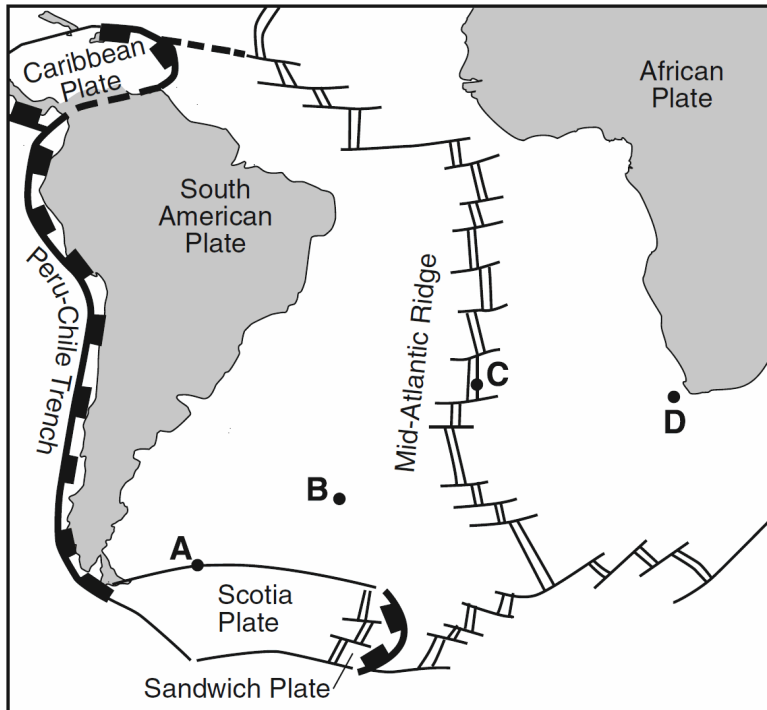 Caribbean
Plate
African
Plate
South
American
Plate
Peru-Chile Trench
Mid-Atlantic Ridge
C
D
B
A
Scotia
Plate
Sandwich Plate